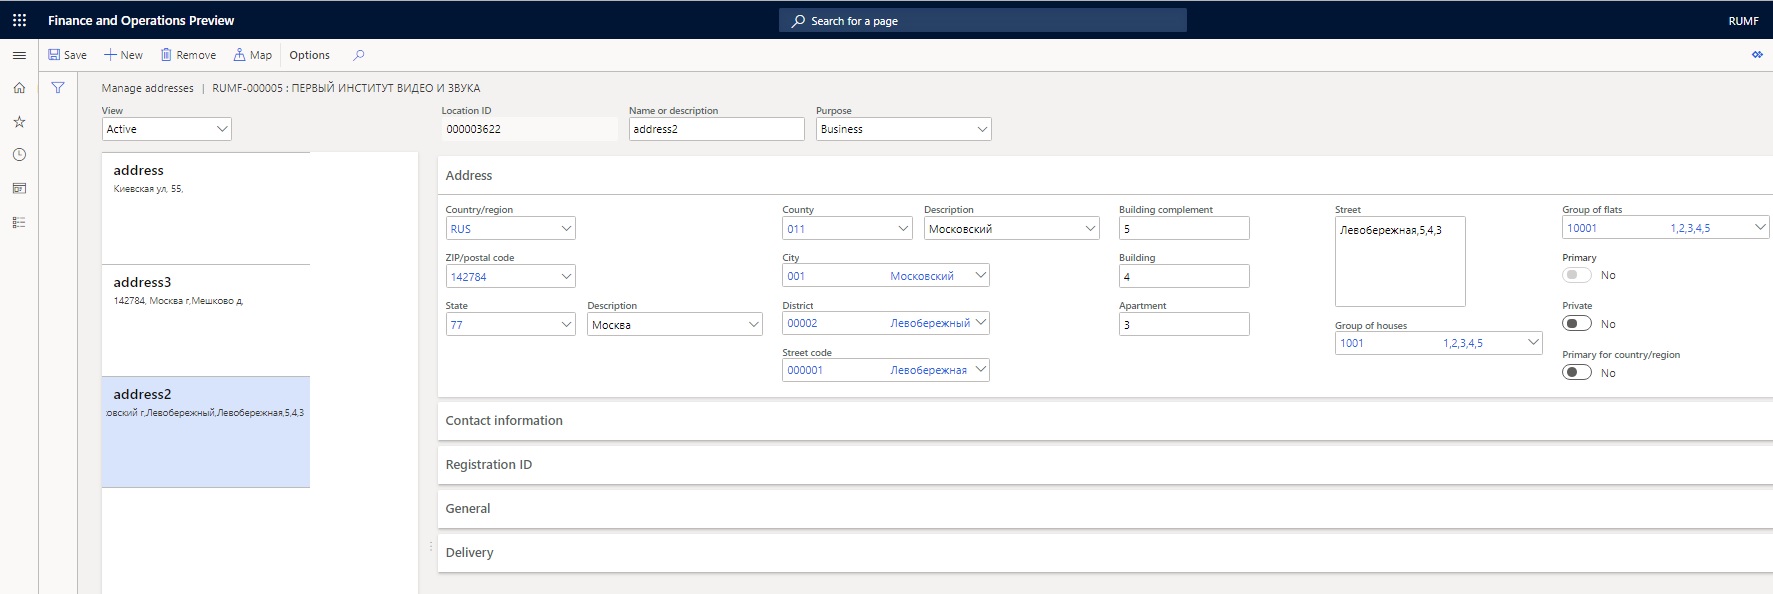 Finance and Operations Preview
Search for a page
RUMF
Save
New
Remove
Map
Options
Manage addresses | RUMF-000005 : ПЕРВЫЙ ИНСТИТУТ ВИДЕО И ЗВУКА
View
Active
Location ID
000003622
Name or description
address2
Purpose
Business
address
Киевская ул, 55,
address3
142784, Москва г,Мешково д,
address2
овский г,Левобережный,Левобережная,5,4,3
Address
Country/region
RUS
ZIP/postal code
142784
State
77
Description
Москва
County
011
Description
Московский
City
001 Московский
District
00002 Левобережный
Street code
000001 Левобережная
Building complement
5
Building
4
Apartment
3
Street
Левобережная,5,4,3
Group of houses
1001 1,2,3,4,5
Group of flats
10001 1,2,3,4,5
Primary
No
Private
No
Primary for country/region
No
Contact information
Registration ID
General
Delivery